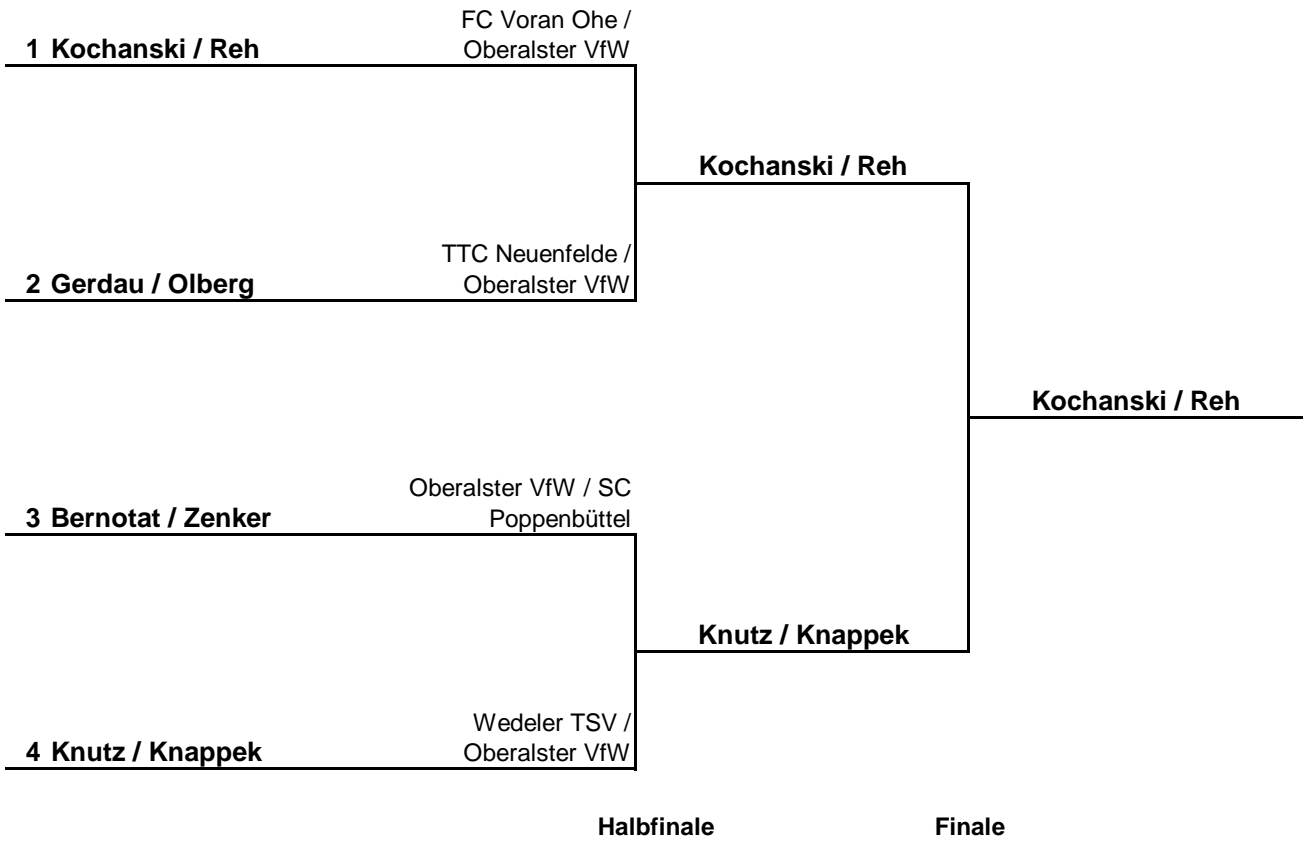 FC Voran Ohe /
1 Kochanski / Reh Oberalster VfW
Kochanski / Reh
TTC Neuenfelde /
2 Gerdau / Olberg Oberalster VfW
Kochanski / Reh
Oberalster VfW / SC
3 Bernotat / Zenker Poppenbüttel
Knutz / Knappek
Wedeler TSV /
4 Knutz / Knappek Oberalster VfW
Halbfinale Finale